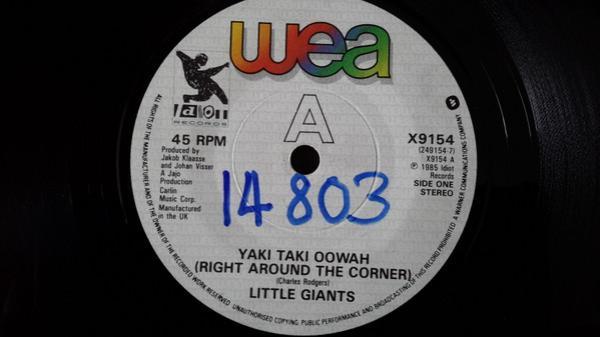 wea
RECORDS
A
45 RPM
Produced by
Jakob Klaasse
and Johan Visser
A Jajo
Production
Carlin
Music Corp.
Manufactured
in the UK
X9154
(249154-7)
X9154 A
℗ 1985 Idiot
Records
SIDE ONE
STEREO
14 803
YAKI TAKI OOWAH
(RIGHT AROUND THE CORNER)
(Charles Rodgers)
LITTLE GIANTS
ALL RIGHTS OF THE MANUFACTURER AND OF THE OWNER OF THE RECORDED WORK RESERVED UNAUTHORISED COPYING, PUBLIC PERFORMANCE AND BROADCASTING OF THIS RECORD PROHIBITED. A WARNER COMMUNICATIONS COMPANY.